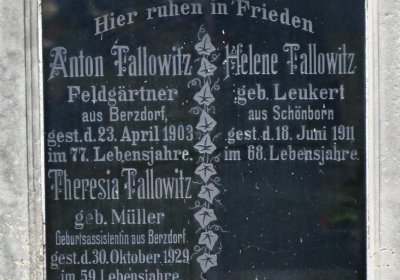 Hier ruhen in Frieden
Anton Tallowitz
Feldgärtner
aus Berzdorf,
gest. d. 23. April 1903
im 77. Lebensjahre.
Helene Tallowitz
geb. Leukert
aus Schönborn
gest. d. 18. Juni 1911
im 68. Lebensjahre.
Theresia Tallowitz
geb. Müller
Geburtsassistentin aus Berzdorf.
gest. d. 30. Oktober 1929
im 59. Lebensjahre